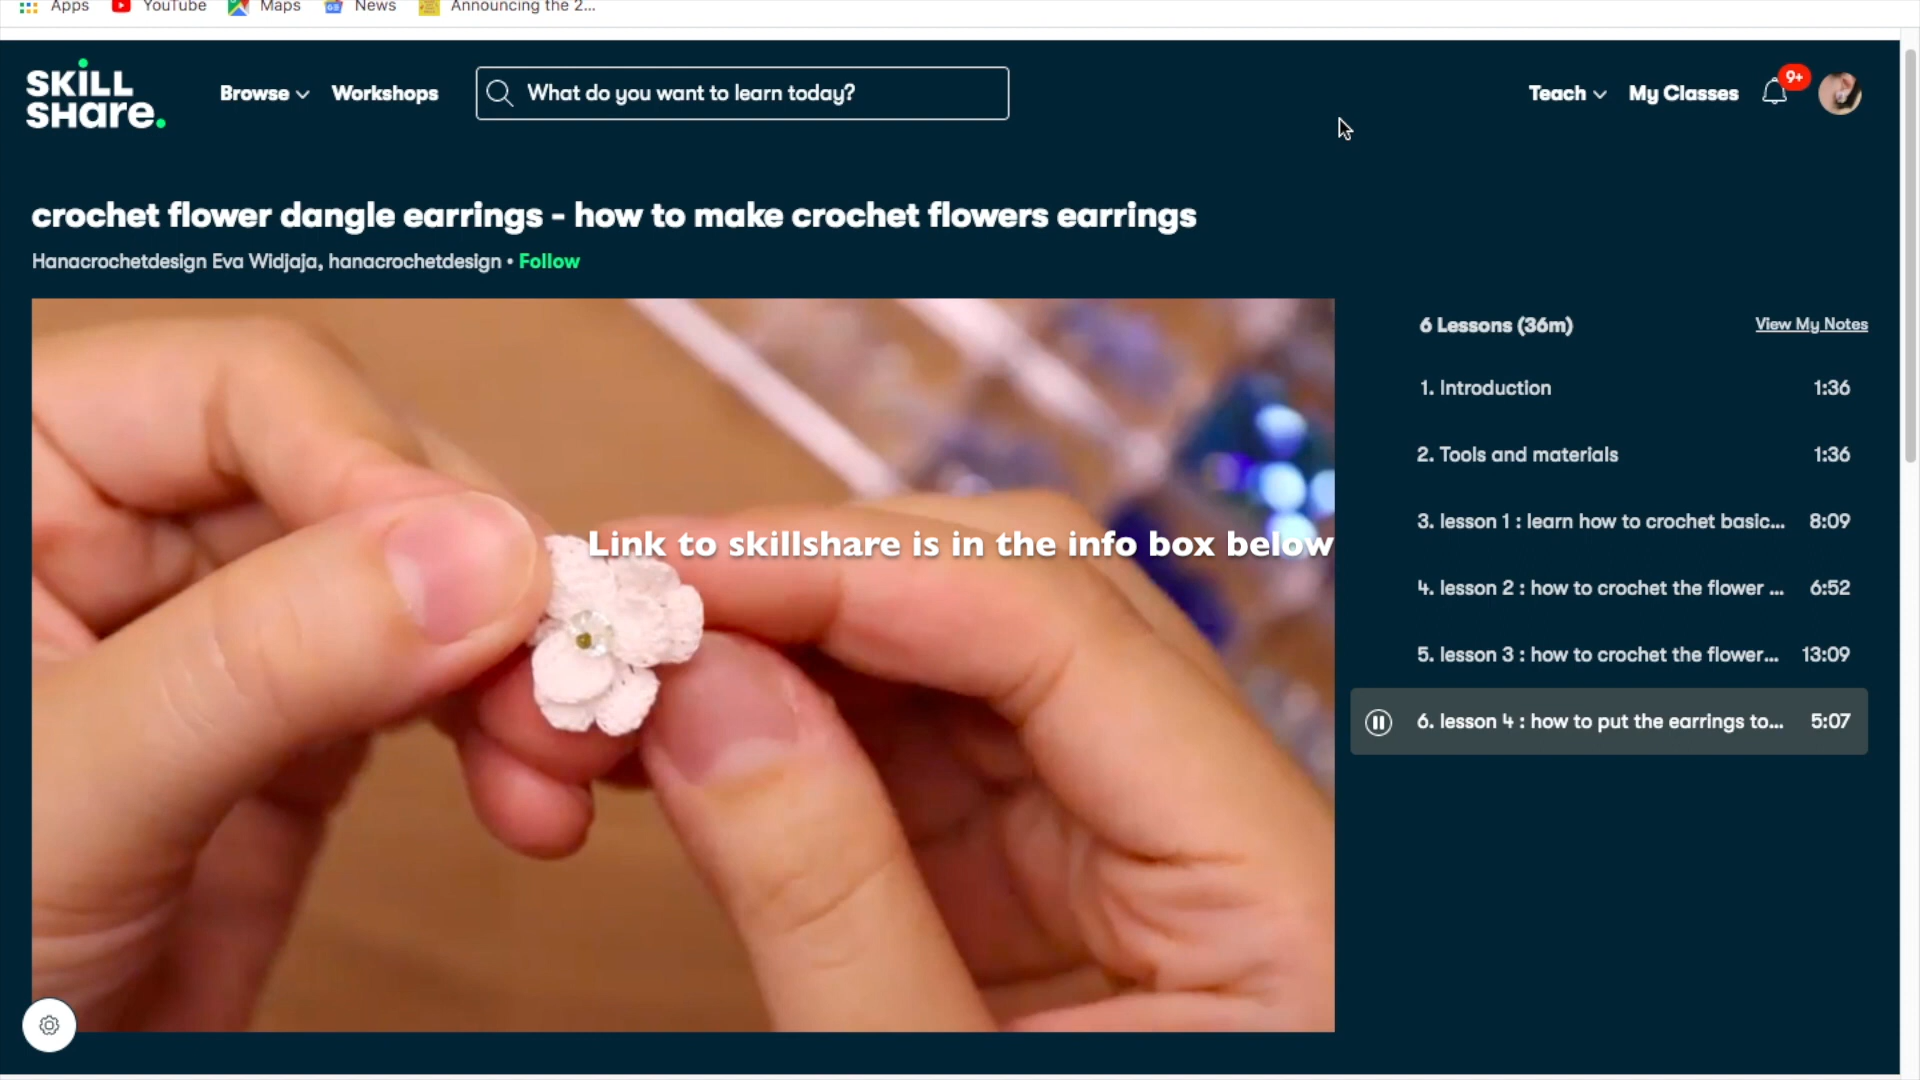 Apps YouTube Maps News Announcing the 2...
SKILL
SHare.
Browse Workshops What do you want to learn today? Teach My Classes 9+
crochet flower dangle earrings - how to make crochet flowers earrings
Hanacrochetdesign Eva Widjaja, hanacrochetdesign • Follow
6 Lessons (36m) View My Notes
1. Introduction 1:36
2. Tools and materials 1:36
3. lesson 1 : learn how to crochet basic... 8:09
Link to skillshare is in the info box below
4. lesson 2 : how to crochet the flower ... 6:52
5. lesson 3 : how to crochet the flower... 13:09
6. lesson 4 : how to put the earrings to... 5:07